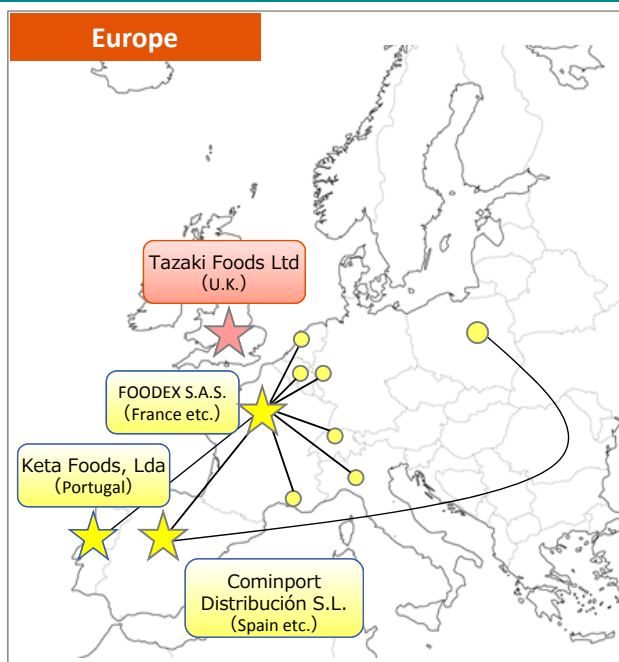 Europe
Tazaki Foods Ltd
（U.K.）
FOODEX S.A.S.
（France etc.）
Keta Foods, Lda
（Portugal）
Cominport
Distribución S.L.
（Spain etc.）